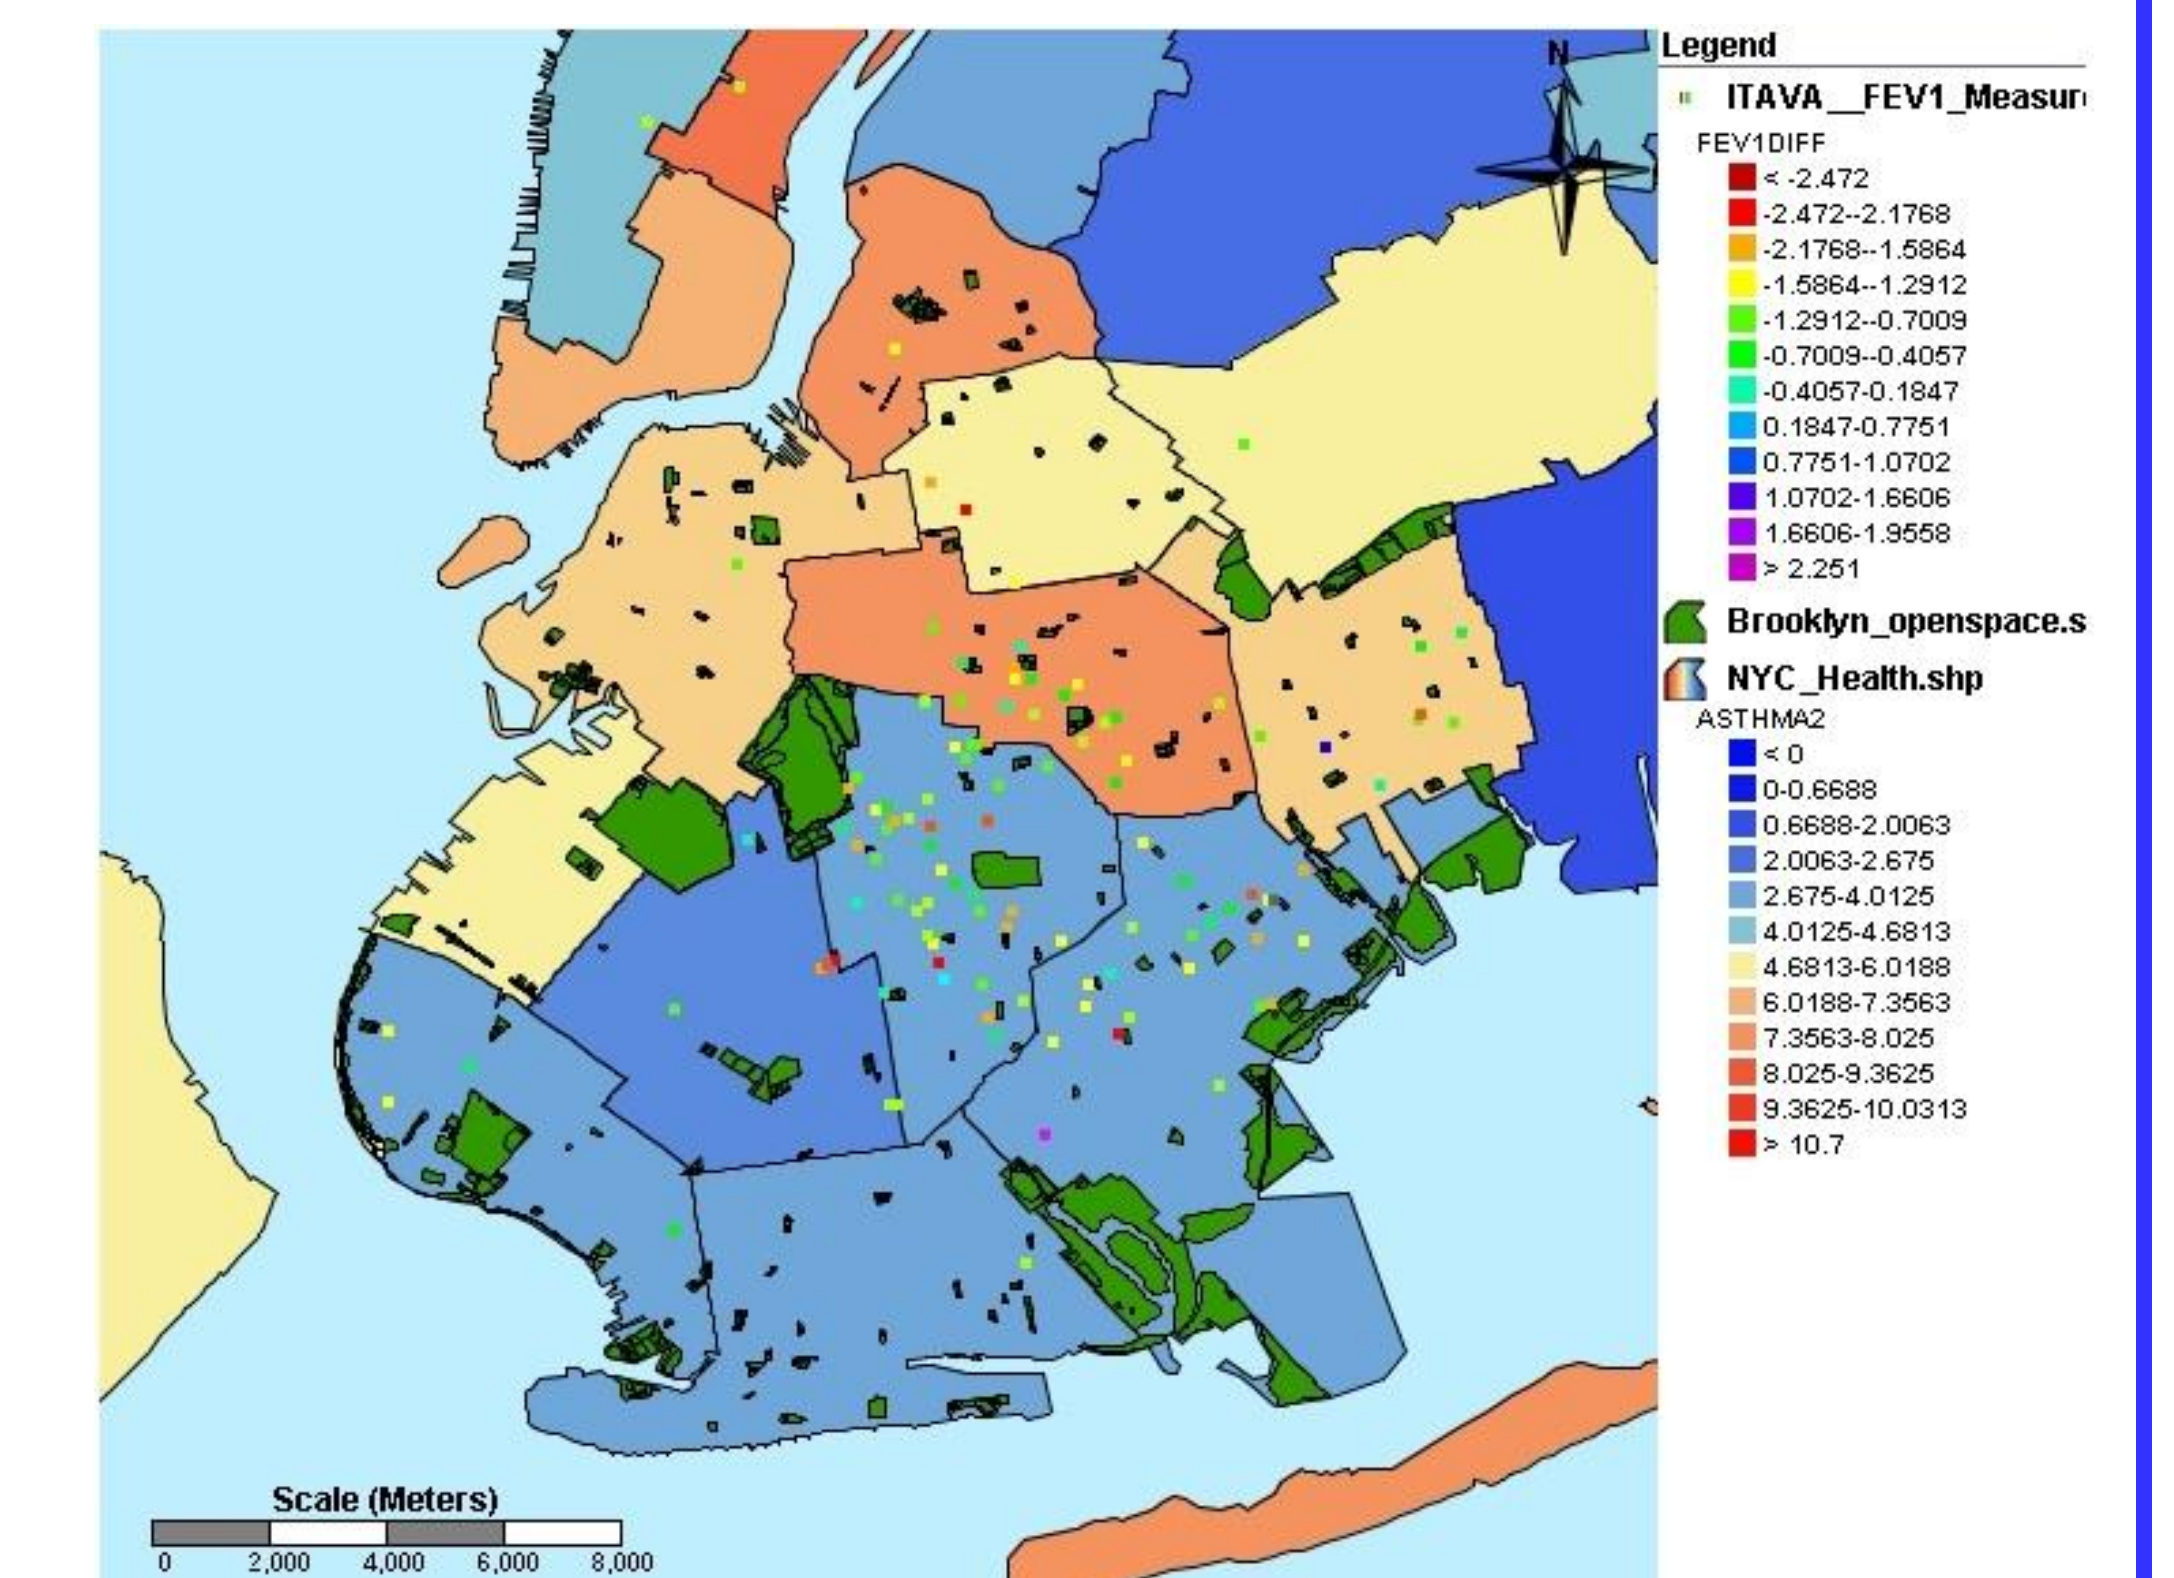 N
Legend
ITAVA__FEV1_Measur
FEV1DIFF
< -2.472
-2.472--2.1768
-2.1768--1.5864
-1.5864--1.2912
-1.2912--0.7009
-0.7009--0.4057
-0.4057-0.1847
0.1847-0.7751
0.7751-1.0702
1.0702-1.6606
1.6606-1.9558
> 2.251
Brooklyn_openspace.s
NYC_Health.shp
ASTHMA2
< 0
0-0.6688
0.6688-2.0063
2.0063-2.675
2.675-4.0125
4.0125-4.6813
4.6813-6.0188
6.0188-7.3563
7.3563-8.025
8.025-9.3625
9.3625-10.0313
> 10.7
Scale (Meters)
0 2,000 4,000 6,000 8,000